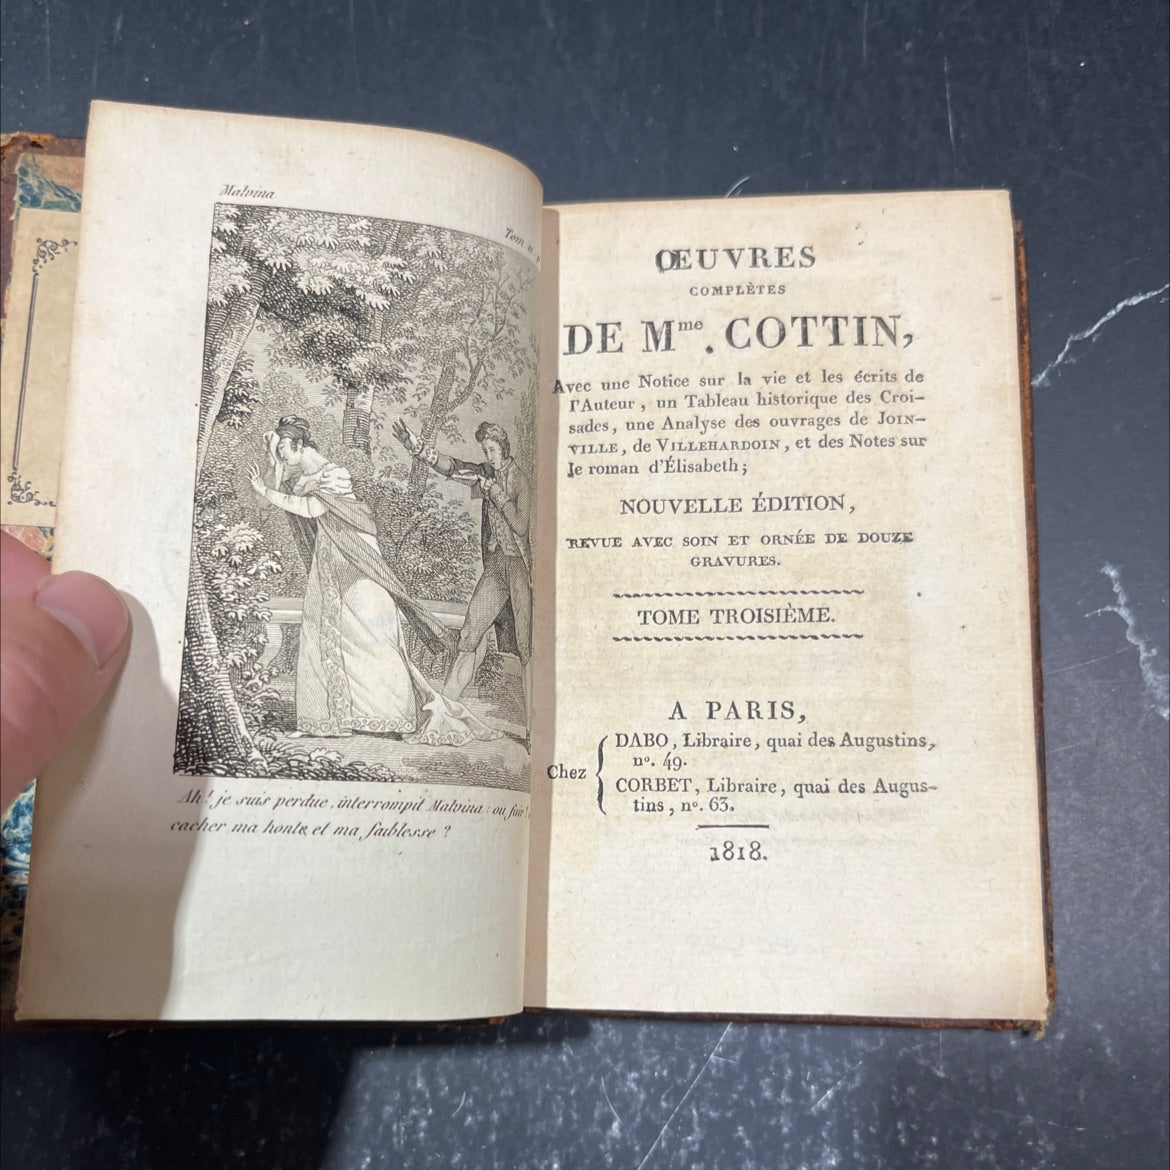 Malvina
Tom. II
Ah! je suis perdue, interrompit Malvina: où fuir?
cacher ma honte et ma faiblesse?
ŒUVRES
COMPLÈTES
DE Mme. COTTIN,
Avec une Notice sur la vie et les écrits de
l'Auteur, un Tableau historique des Croi-
sades, une Analyse des ouvrages de JOIN-
VILLE, de VILLEHARDOIN, et des Notes sur
le roman d'Élisabeth;
NOUVELLE ÉDITION,
REVUE AVEC SOIN ET ORNÉE DE DOUZE
GRAVURES.
TOME TROISIÈME.
A PARIS,
Chez
DABO, Libraire, quai des Augustins,
no. 49.
CORBET, Libraire, quai des Augus-
tins, no. 63.
1818.